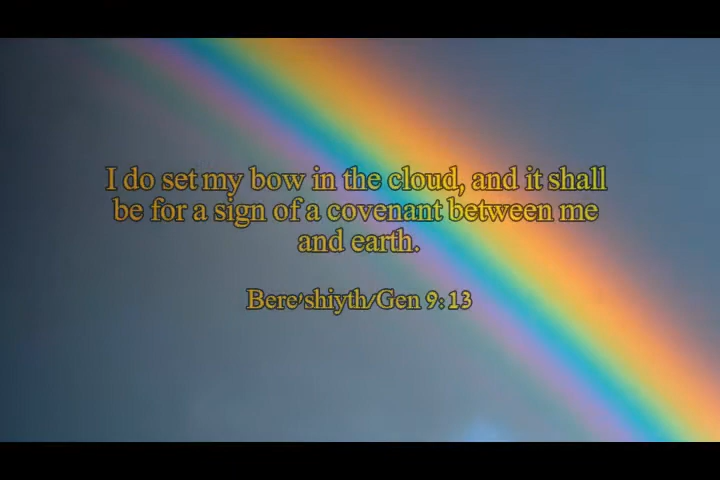 I do set my bow in the cloud, and it shall
be for a sign of a covenant between me
and earth.
Bere'shiyth/Gen 9:13